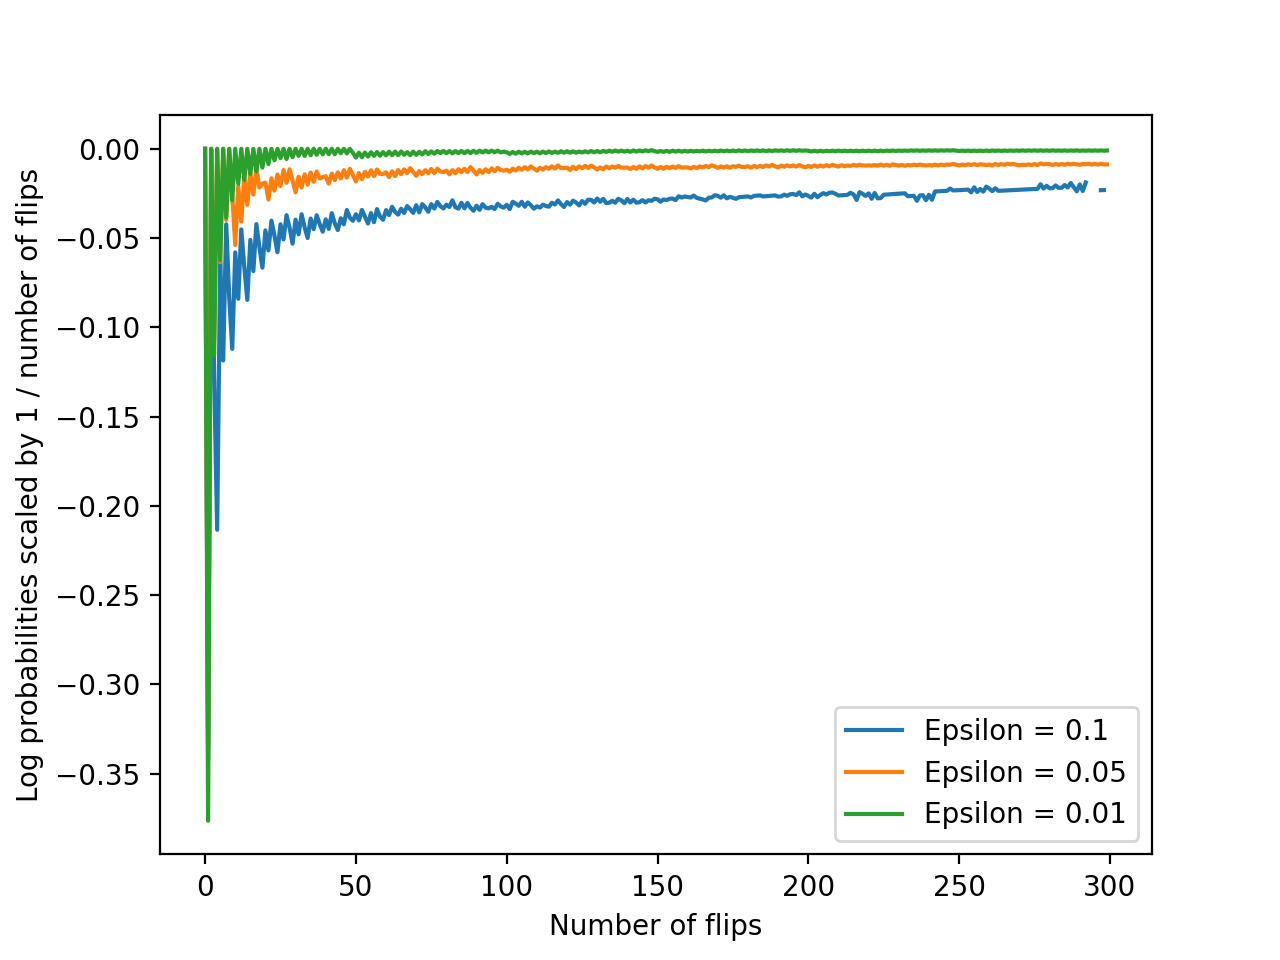 0.00
−0.05
−0.10
−0.15
−0.20
−0.25
−0.30
−0.35
Log probabilities scaled by 1 / number of flips
Epsilon = 0.1
Epsilon = 0.05
Epsilon = 0.01
0 50 100 150 200 250 300
Number of flips